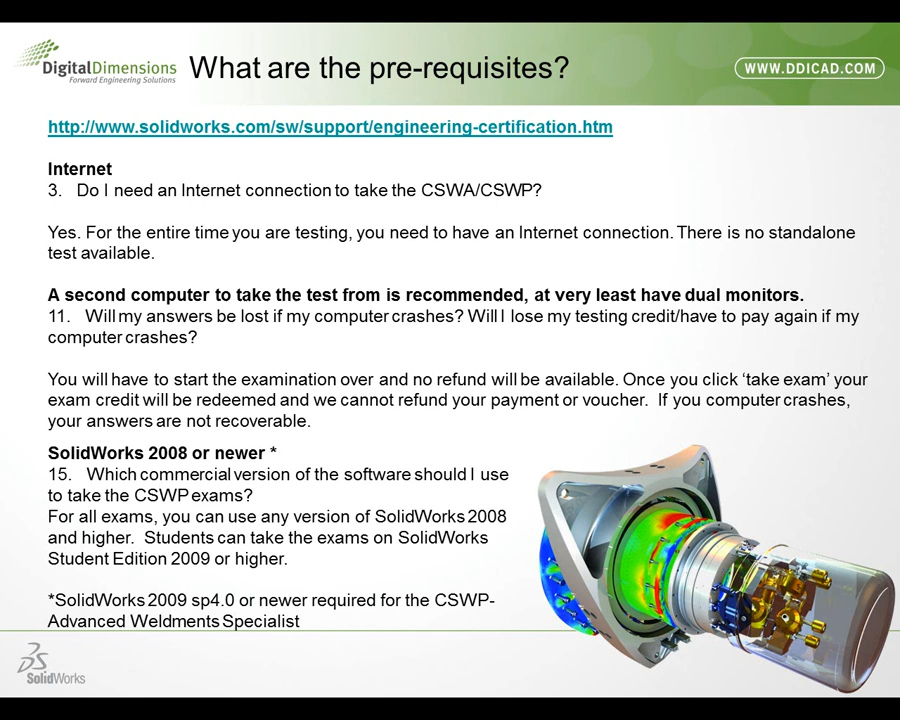 DigitalDimensions
Forward Engineering Solutions
What are the pre-requisites?
WWW.DDICAD.COM
http://www.solidworks.com/sw/support/engineering-certification.htm
Internet
3. Do I need an Internet connection to take the CSWA/CSWP?
Yes. For the entire time you are testing, you need to have an Internet connection. There is no standalone
test available.
A second computer to take the test from is recommended, at very least have dual monitors.
11. Will my answers be lost if my computer crashes? Will I lose my testing credit/have to pay again if my
computer crashes?
You will have to start the examination over and no refund will be available. Once you click ‘take exam’ your
exam credit will be redeemed and we cannot refund your payment or voucher. If you computer crashes,
your answers are not recoverable.
SolidWorks 2008 or newer *
15. Which commercial version of the software should I use
to take the CSWP exams?
For all exams, you can use any version of SolidWorks 2008
and higher. Students can take the exams on SolidWorks
Student Edition 2009 or higher.
*SolidWorks 2009 sp4.0 or newer required for the CSWP-
Advanced Weldments Specialist
SolidWorks